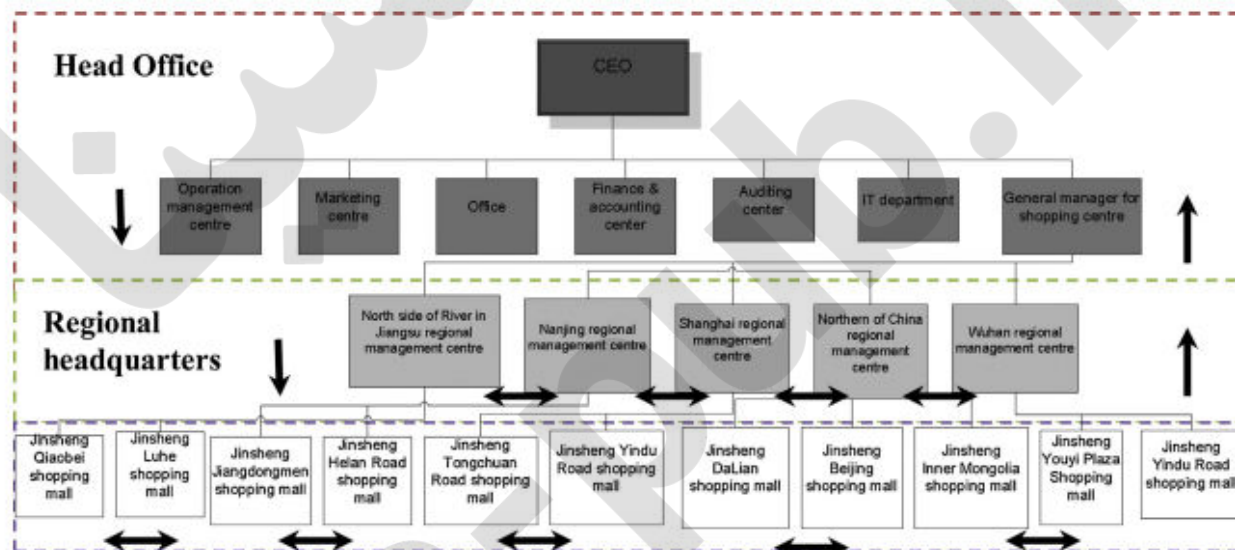 Head Office
CEO
Operation
management
centre
Marketing
centre
Office
Finance &
accounting
center
Auditing
center
IT department
General manager for
shopping centre
Regional
headquarters
North side of River in
Jiangsu regional
management centre
Nanjing regional
management centre
Shanghai regional
management centre
Northern of China
regional
management
centre
Wuhan regional
management centre
Jinsheng
Qiaobei
shopping
mall
Jinsheng
Luhe
shopping
mall
Jinsheng
Jiangdongmen
shopping mall
Jinsheng
Helan Road
shopping
mall
Jinsheng
Tongchuan
Road shopping
mall
Jinsheng Yindu
Road shopping
mall
Jinsheng
DaLian
shopping mall
Jinsheng
Beijing
shopping mall
Jinsheng
Inner Mongolia
shopping mall
Jinsheng
Youyi Plaza
Shopping
mall
Jinsheng
Yindu Road
shopping mall